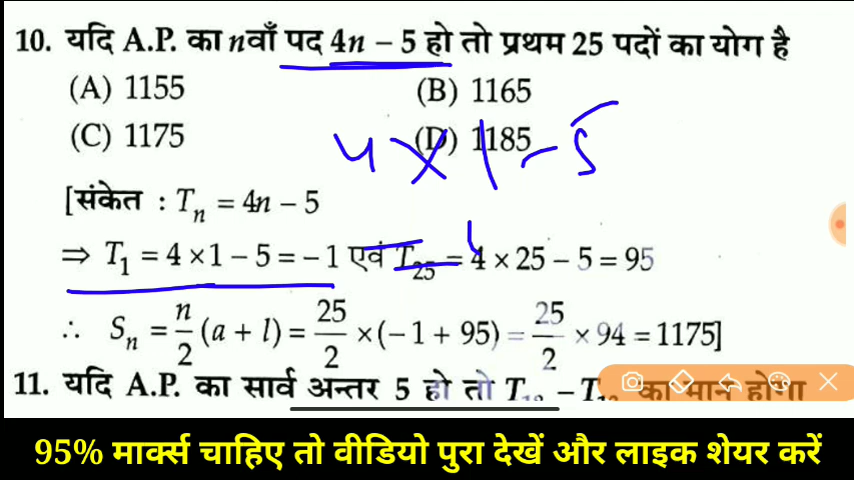 10. यदि A.P. का nवाँ पद 4n – 5 हो तो प्रथम 25 पदों का योग है
(A) 1155 (B) 1165
(C) 1175 (D) 1185
4 × 1 – 5
[संकेत : Tn = 4n – 5
⇒ T1 = 4 × 1 – 5 = – 1 एवं T25 = 4 × 25 – 5 = 95
∴ Sn = n/2 (a + l) = 25/2 × (– 1 + 95) = 25/2 × 94 = 1175]
11. यदि A.P. का सार्व अन्तर 5 हो तो का मान होगा
95% मार्क्स चाहिए तो वीडियो पुरा देखें और लाइक शेयर करें